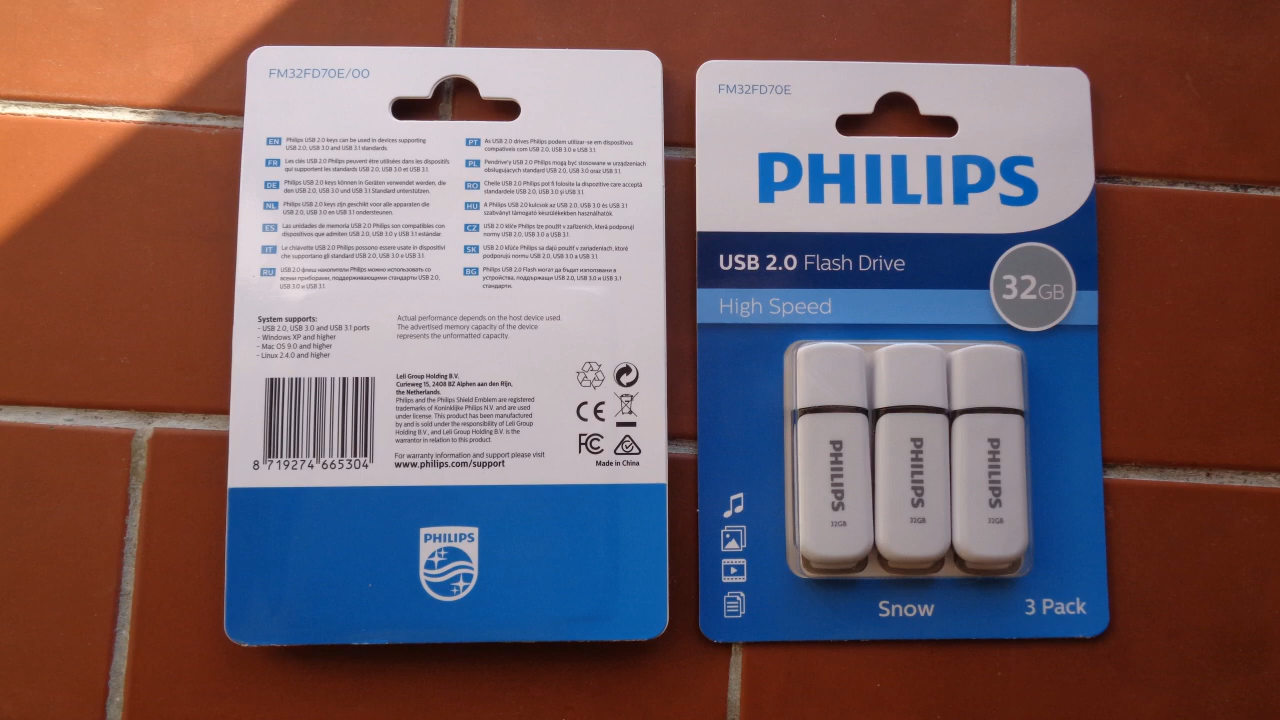 FM32FD70E/00
EN Philips USB 2.0 keys can be used in devices supporting
USB 2.0, USB 3.0 and USB 3.1 standards.
FR Les clés USB 2.0 Philips peuvent être utilisées dans les dispositifs
qui supportent les standards USB 2.0, USB 3.0 et USB 3.1.
DE Philips USB 2.0 keys können in Geräten verwendet werden, die
den USB 2.0, USB 3.0 und USB 3.1 Standard unterstützen.
NL Philips USB 2.0 keys zijn geschikt voor alle apparaten die
USB 2.0, USB 3.0 en USB 3.1 ondersteunen.
ES Las unidades de memoria USB 2.0 Philips son compatibles con
dispositivos que admiten USB 2.0, USB 3.0 y USB 3.1 estándar.
IT Le chiavette USB 2.0 Philips possono essere usate in dispositivi
che supportano gli standard USB 2.0, USB 3.0 e USB 3.1.
RU USB 2.0 флеш накопители Philips можно использовать со
всеми приборами, поддерживающими стандарты USB 2.0,
USB 3.0 и USB 3.1.
PT As USB 2.0 drives Philips podem utilizar-se em dispositivos
compatíveis com USB 2.0, USB 3.0 e USB 3.1.
PL Pendrive'y USB 2.0 Philips mogą być stosowane w urządzeniach
obsługujących standard USB 2.0, USB 3.0 oraz USB 3.1.
RO Cheile USB 2.0 Philips pot fi folosite la dispozitive care acceptă
standardele USB 2.0, USB 3.0 și USB 3.1.
HU A Philips USB 2.0 kulcsok az USB 2.0, USB 3.0 és USB 3.1
szabványt támogató készülékekben használhatók.
CZ USB 2.0 klíče Philips lze použít v zařízeních, která podporují
normy USB 2.0, USB 3.0 a USB 3.1.
SK USB 2.0 kľúče Philips sa dajú použiť v zariadeniach, ktoré
podporujú normu USB 2.0, USB 3.0 a USB 3.1.
BG Philips USB 2.0 Flash могат да бъдат използвани в
устройства, поддържащи USB 2.0, USB 3.0 и USB 3.1
стандарти.
System supports:
- USB 2.0, USB 3.0 and USB 3.1 ports
- Windows XP and higher
- Mac OS 9.0 and higher
- Linux 2.4.0 and higher
Actual performance depends on the host device used.
The advertised memory capacity of the device
represents the unformatted capacity.
Leli Group Holding B.V.
Curieweg 15, 2408 BZ Alphen aan den Rijn,
the Netherlands.
Philips and the Philips Shield Emblem are registered
trademarks of Koninklijke Philips N.V. and are used
under license. This product has been manufactured
by and is sold under the responsibility of Leli Group
Holding B.V., and Leli Group Holding B.V. is the
warrantor in relation to this product
For warranty information and support please visit
www.philips.com/support
8 719274 665304
CE
FC
Made in China
PHILIPS
FM32FD70E
PHILIPS
USB 2.0 Flash Drive
High Speed
32GB
PHILIPS
32GB
PHILIPS
32GB
PHILIPS
32GB
Snow
3 Pack